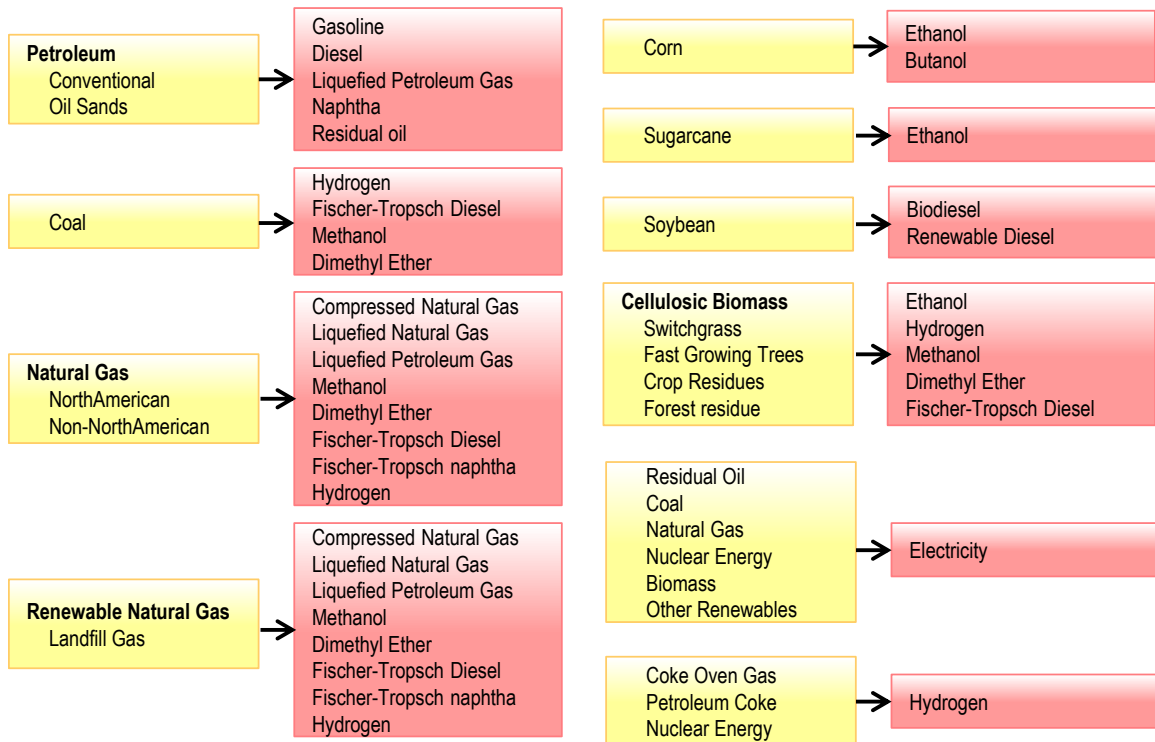 Petroleum
Conventional
Oil Sands
Gasoline
Diesel
Liquefied Petroleum Gas
Naphtha
Residual oil
Coal
Hydrogen
Fischer-Tropsch Diesel
Methanol
Dimethyl Ether
Natural Gas
NorthAmerican
Non-NorthAmerican
Compressed Natural Gas
Liquefied Natural Gas
Liquefied Petroleum Gas
Methanol
Dimethyl Ether
Fischer-Tropsch Diesel
Fischer-Tropsch naphtha
Hydrogen
Renewable Natural Gas
Landfill Gas
Compressed Natural Gas
Liquefied Natural Gas
Liquefied Petroleum Gas
Methanol
Dimethyl Ether
Fischer-Tropsch Diesel
Fischer-Tropsch naphtha
Hydrogen
Corn
Ethanol
Butanol
Sugarcane
Ethanol
Soybean
Biodiesel
Renewable Diesel
Cellulosic Biomass
Switchgrass
Fast Growing Trees
Crop Residues
Forest residue
Ethanol
Hydrogen
Methanol
Dimethyl Ether
Fischer-Tropsch Diesel
Residual Oil
Coal
Natural Gas
Nuclear Energy
Biomass
Other Renewables
Electricity
Coke Oven Gas
Petroleum Coke
Nuclear Energy
Hydrogen